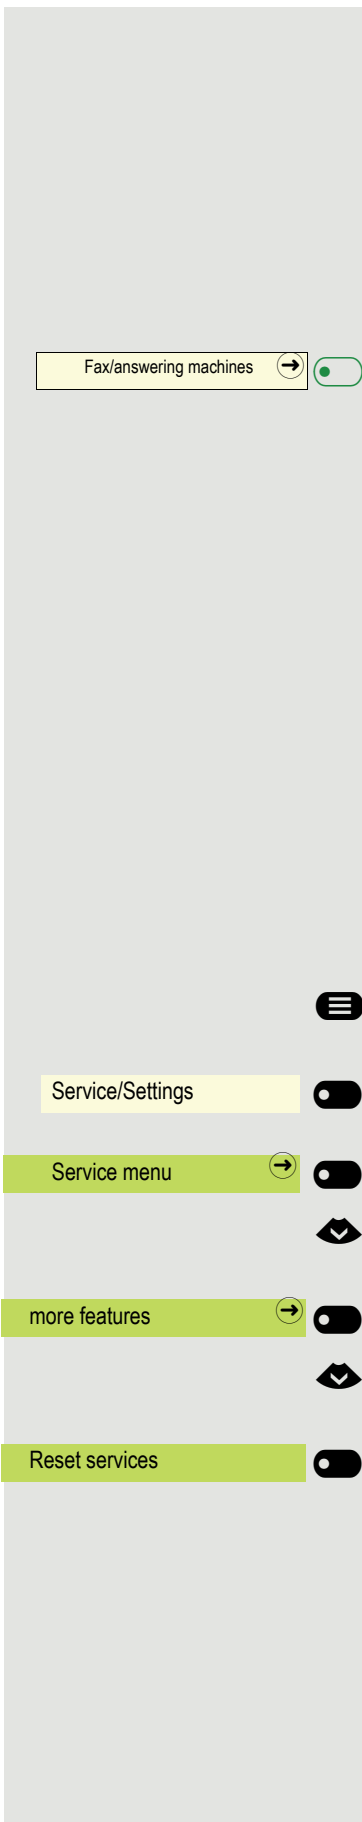 Fax/answering machines
Service/Settings
Service menu
more features
Reset services